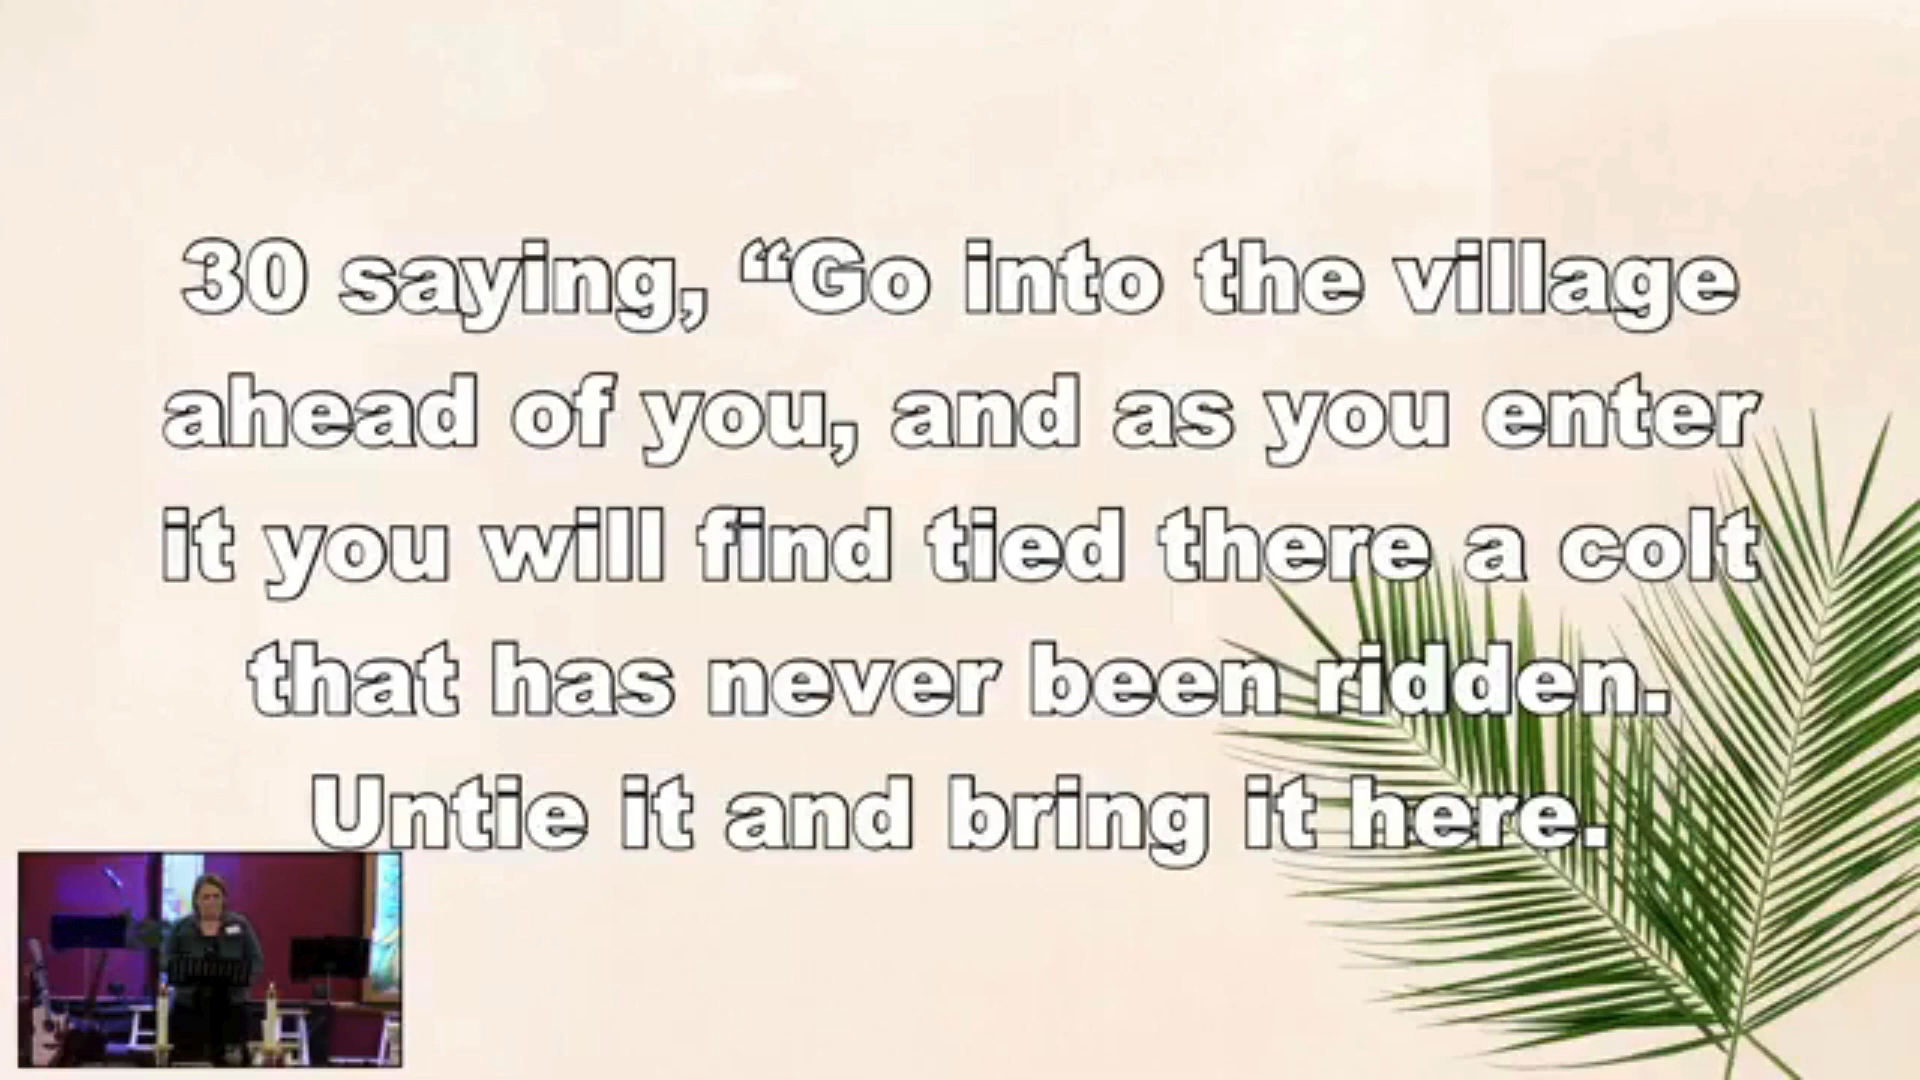 30 saying, “Go into the village
ahead of you, and as you enter
it you will find tied there a colt
that has never been ridden.
Untie it and bring it here.